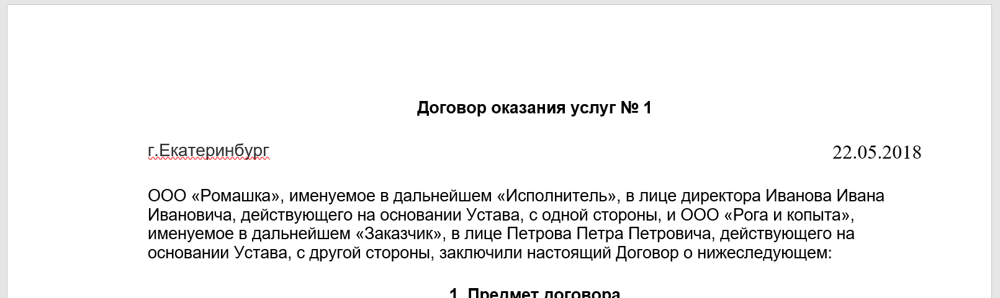 Договор оказания услуг № 1
г.Екатеринбург 22.05.2018
ООО «Ромашка», именуемое в дальнейшем «Исполнитель», в лице директора Иванова Ивана
Ивановича, действующего на основании Устава, с одной стороны, и ООО «Рога и копыта»,
именуемое в дальнейшем «Заказчик», в лице Петрова Петра Петровича, действующего на
основании Устава, с другой стороны, заключили настоящий Договор о нижеследующем:
1. Предмет договора